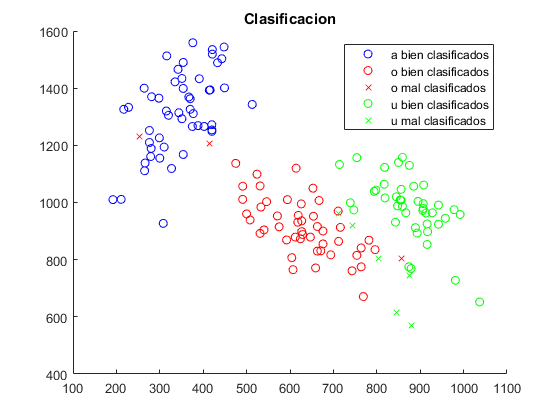 Clasificacion
a bien clasificados
o bien clasificados
o mal clasificados
u bien clasificados
u mal clasificados
1600
1400
1200
1000
800
600
400
100 200 300 400 500 600 700 800 900 1000 1100